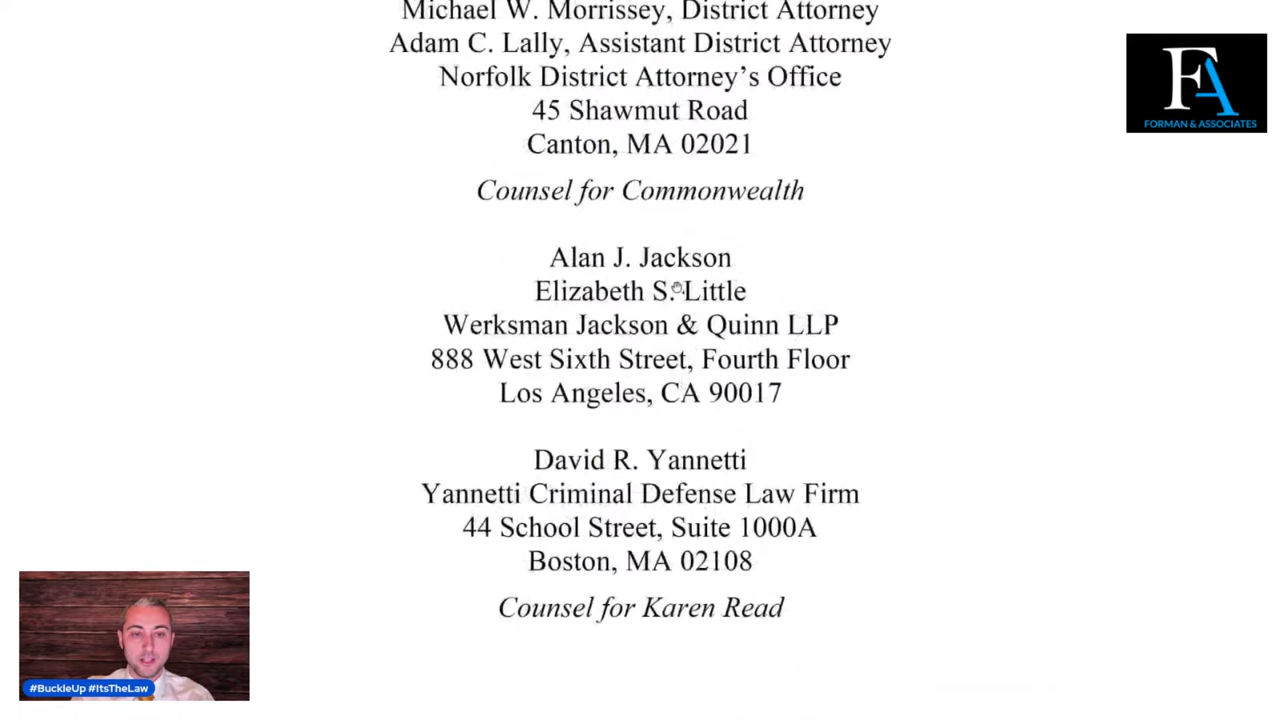 Michael W. Morrissey, District Attorney
Adam C. Lally, Assistant District Attorney
Norfolk District Attorney’s Office
45 Shawmut Road
Canton, MA 02021
Counsel for Commonwealth
Alan J. Jackson
Elizabeth S. Little
Werksman Jackson & Quinn LLP
888 West Sixth Street, Fourth Floor
Los Angeles, CA 90017
David R. Yannetti
Yannetti Criminal Defense Law Firm
44 School Street, Suite 1000A
Boston, MA 02108
Counsel for Karen Read
FA
FORMAN & ASSOCIATES
#BuckleUp #ItsTheLaw